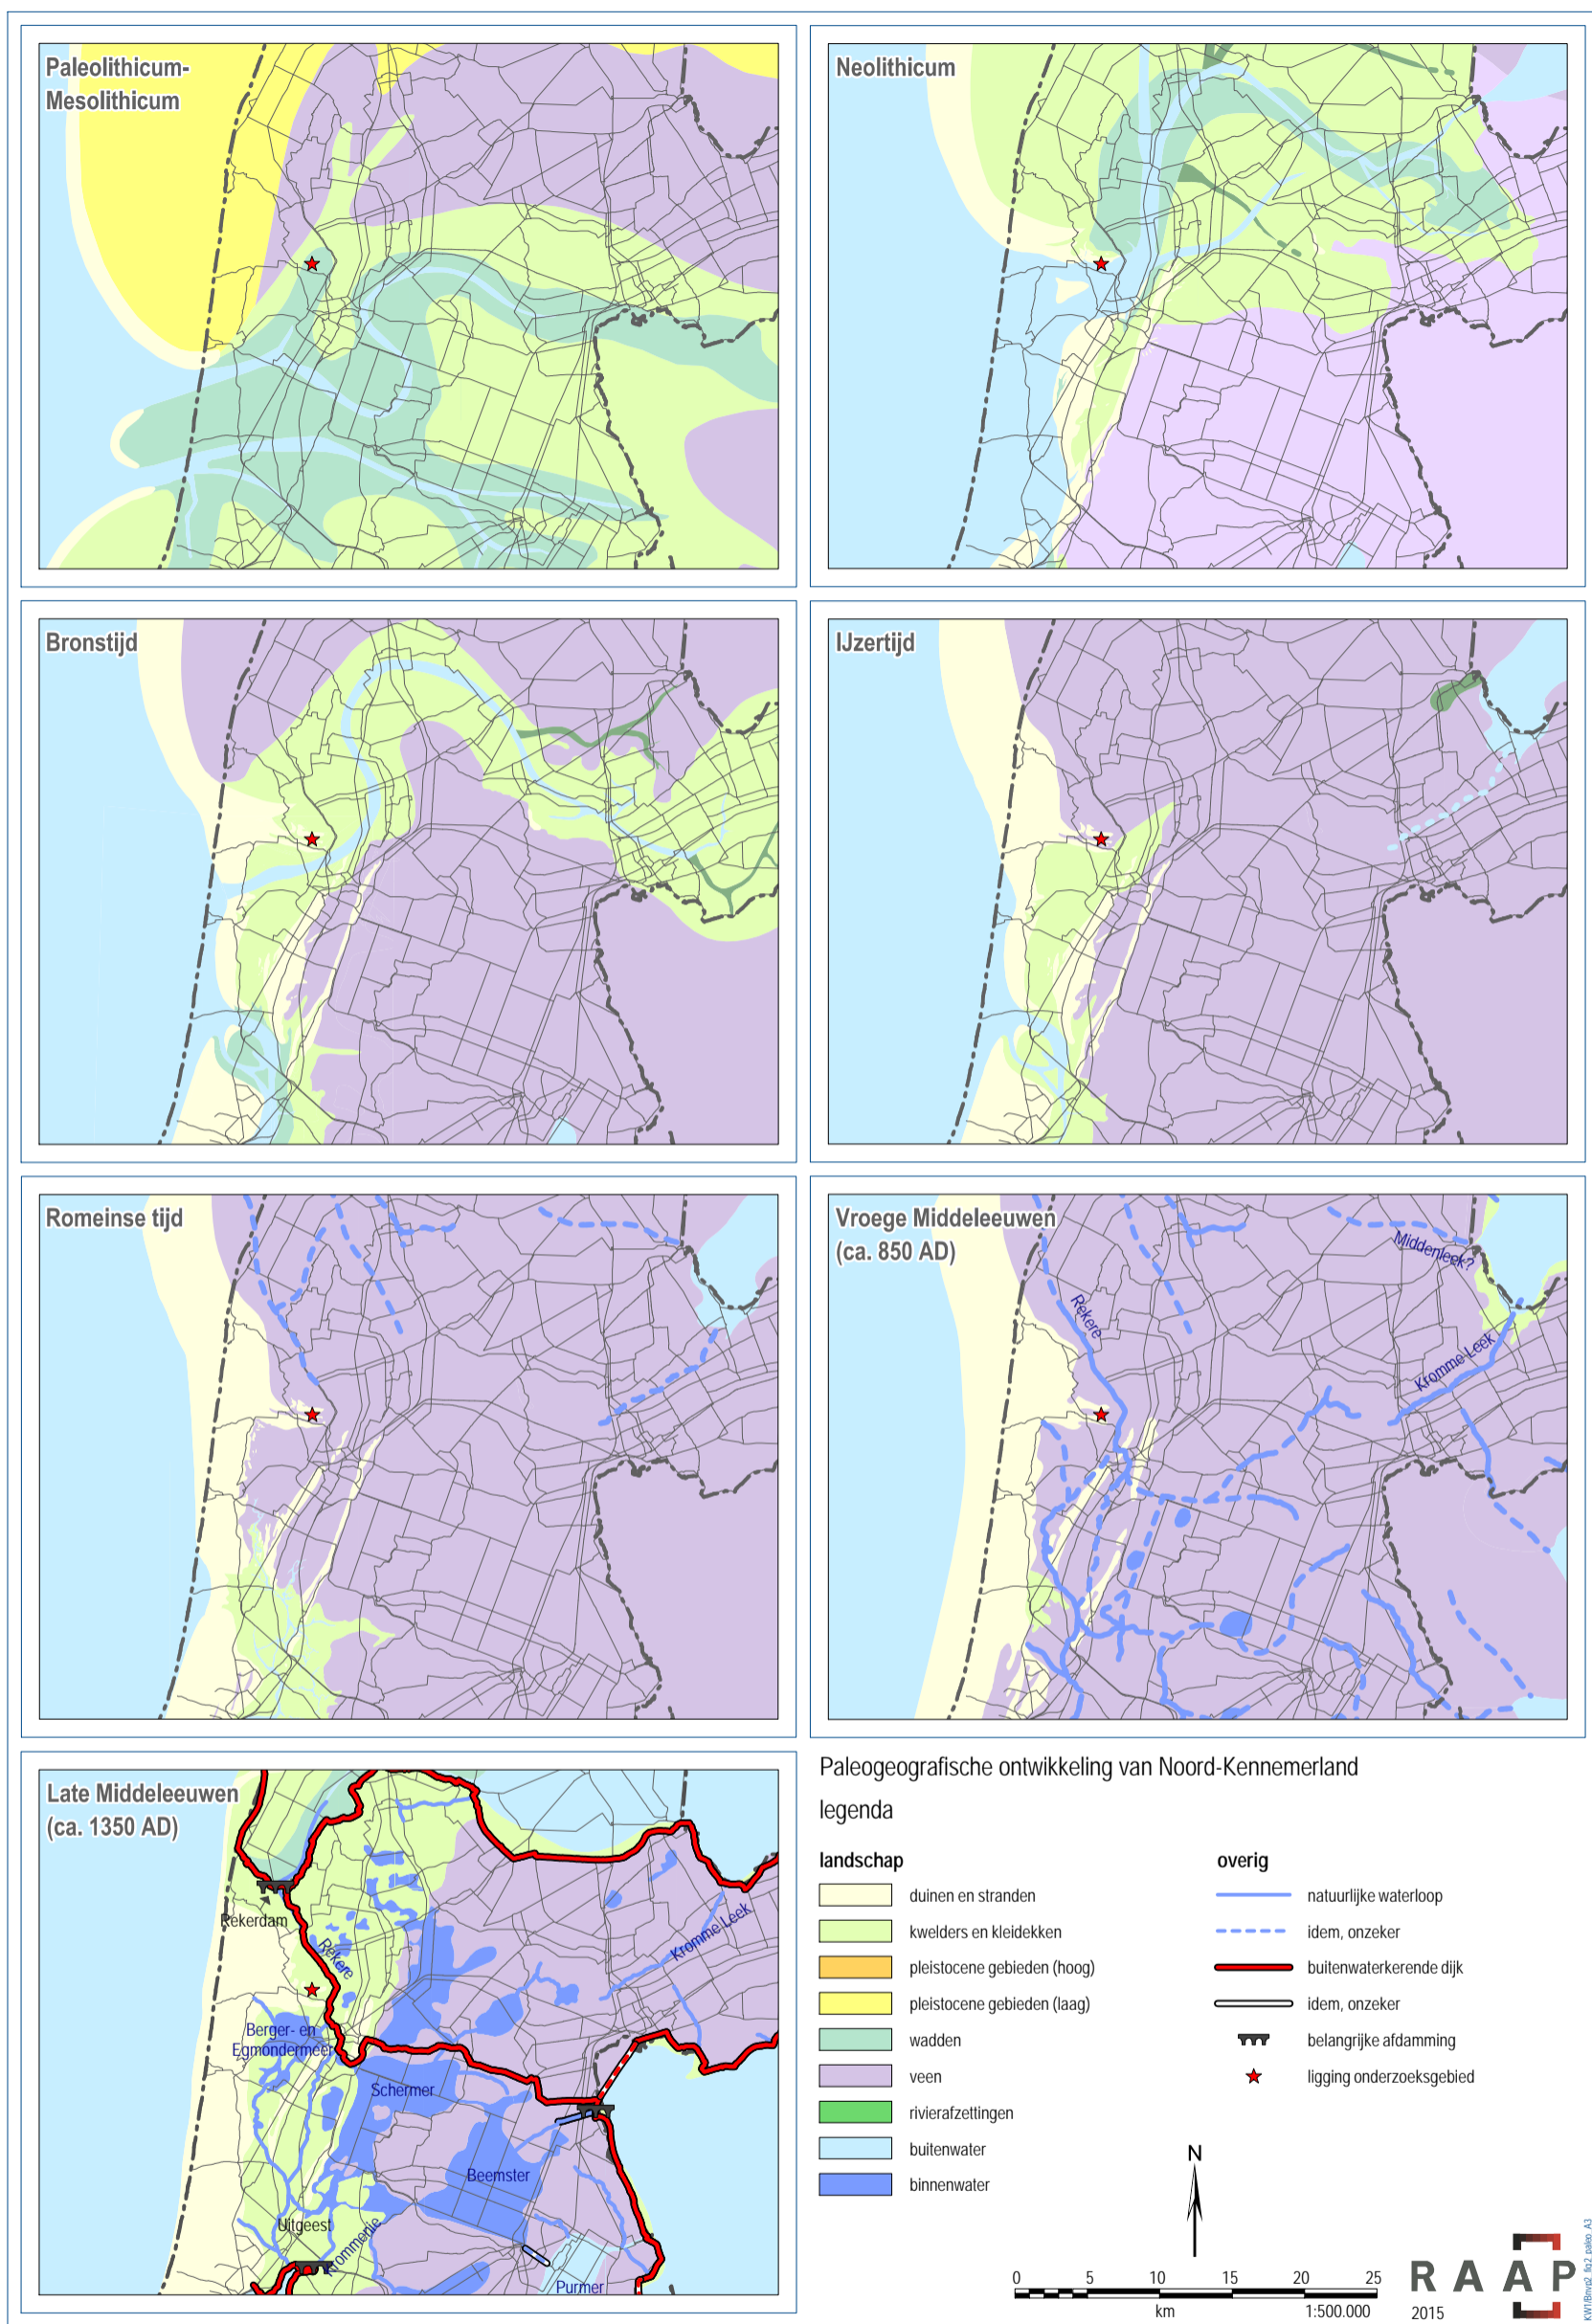 Paleolithicum-
Mesolithicum
Neolithicum
Bronstijd
IJzertijd
Romeinse tijd
Vroege Middeleeuwen
(ca. 850 AD)
Middenleek?
Rekere
Kromme Leek
Late Middeleeuwen
(ca. 1350 AD)
Rekerdam
Rekere
Kromme Leek
Berger- en
Egmondermeer
Schermer
Beemster
Uitgeest
Krommenie
Purmer
Paleogeografische ontwikkeling van Noord-Kennemerland
legenda
landschap
duinen en stranden
kwelders en kleidekken
pleistocene gebieden (hoog)
pleistocene gebieden (laag)
wadden
veen
rivierafzettingen
buitenwater
binnenwater
overig
natuurlijke waterloop
idem, onzeker
buitenwaterkerende dijk
idem, onzeker
belangrijke afdamming
ligging onderzoeksgebied
N
0 5 10 15 20 25
km 1:500.000
RAAP
2015